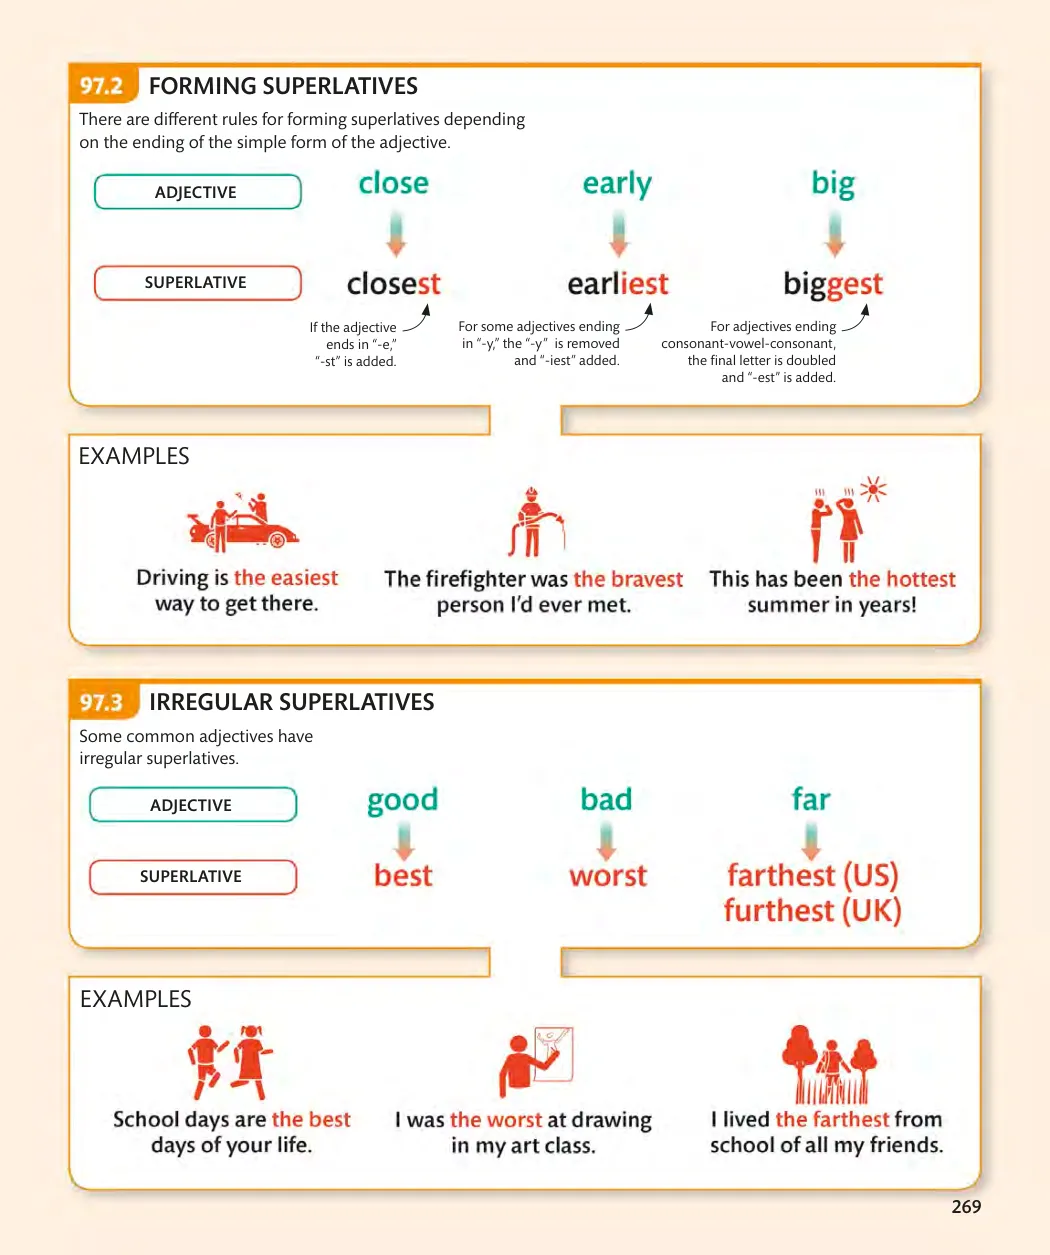 97.2 FORMING SUPERLATIVES
There are different rules for forming superlatives depending
on the ending of the simple form of the adjective.
ADJECTIVE close early big
SUPERLATIVE closest earliest biggest
If the adjective
ends in “-e,”
“-st” is added.
For some adjectives ending
in “-y,” the “-y” is removed
and “-iest” added.
For adjectives ending
consonant-vowel-consonant,
the final letter is doubled
and “-est” is added.
EXAMPLES
Driving is the easiest
way to get there.
The firefighter was the bravest
person I’d ever met.
This has been the hottest
summer in years!
97.3 IRREGULAR SUPERLATIVES
Some common adjectives have
irregular superlatives.
ADJECTIVE good bad far
SUPERLATIVE best worst farthest (US)
furthest (UK)
EXAMPLES
School days are the best
days of your life.
I was the worst at drawing
in my art class.
I lived the farthest from
school of all my friends.
269